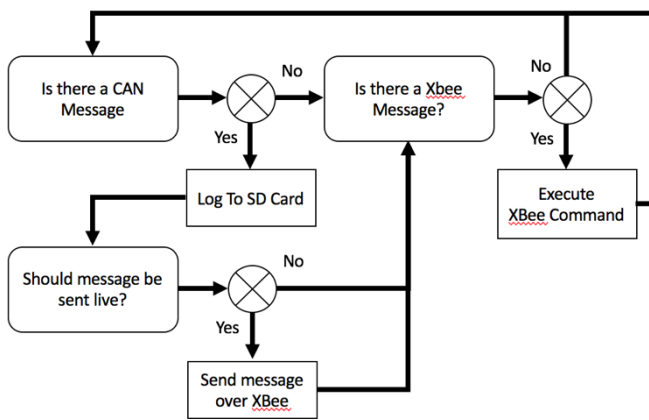 Is there a CAN
Message
No
Yes
Is there a Xbee
Message?
No
Yes
Log To SD Card
Execute
XBee Command
Should message be
sent live?
No
Yes
Send message
over XBee